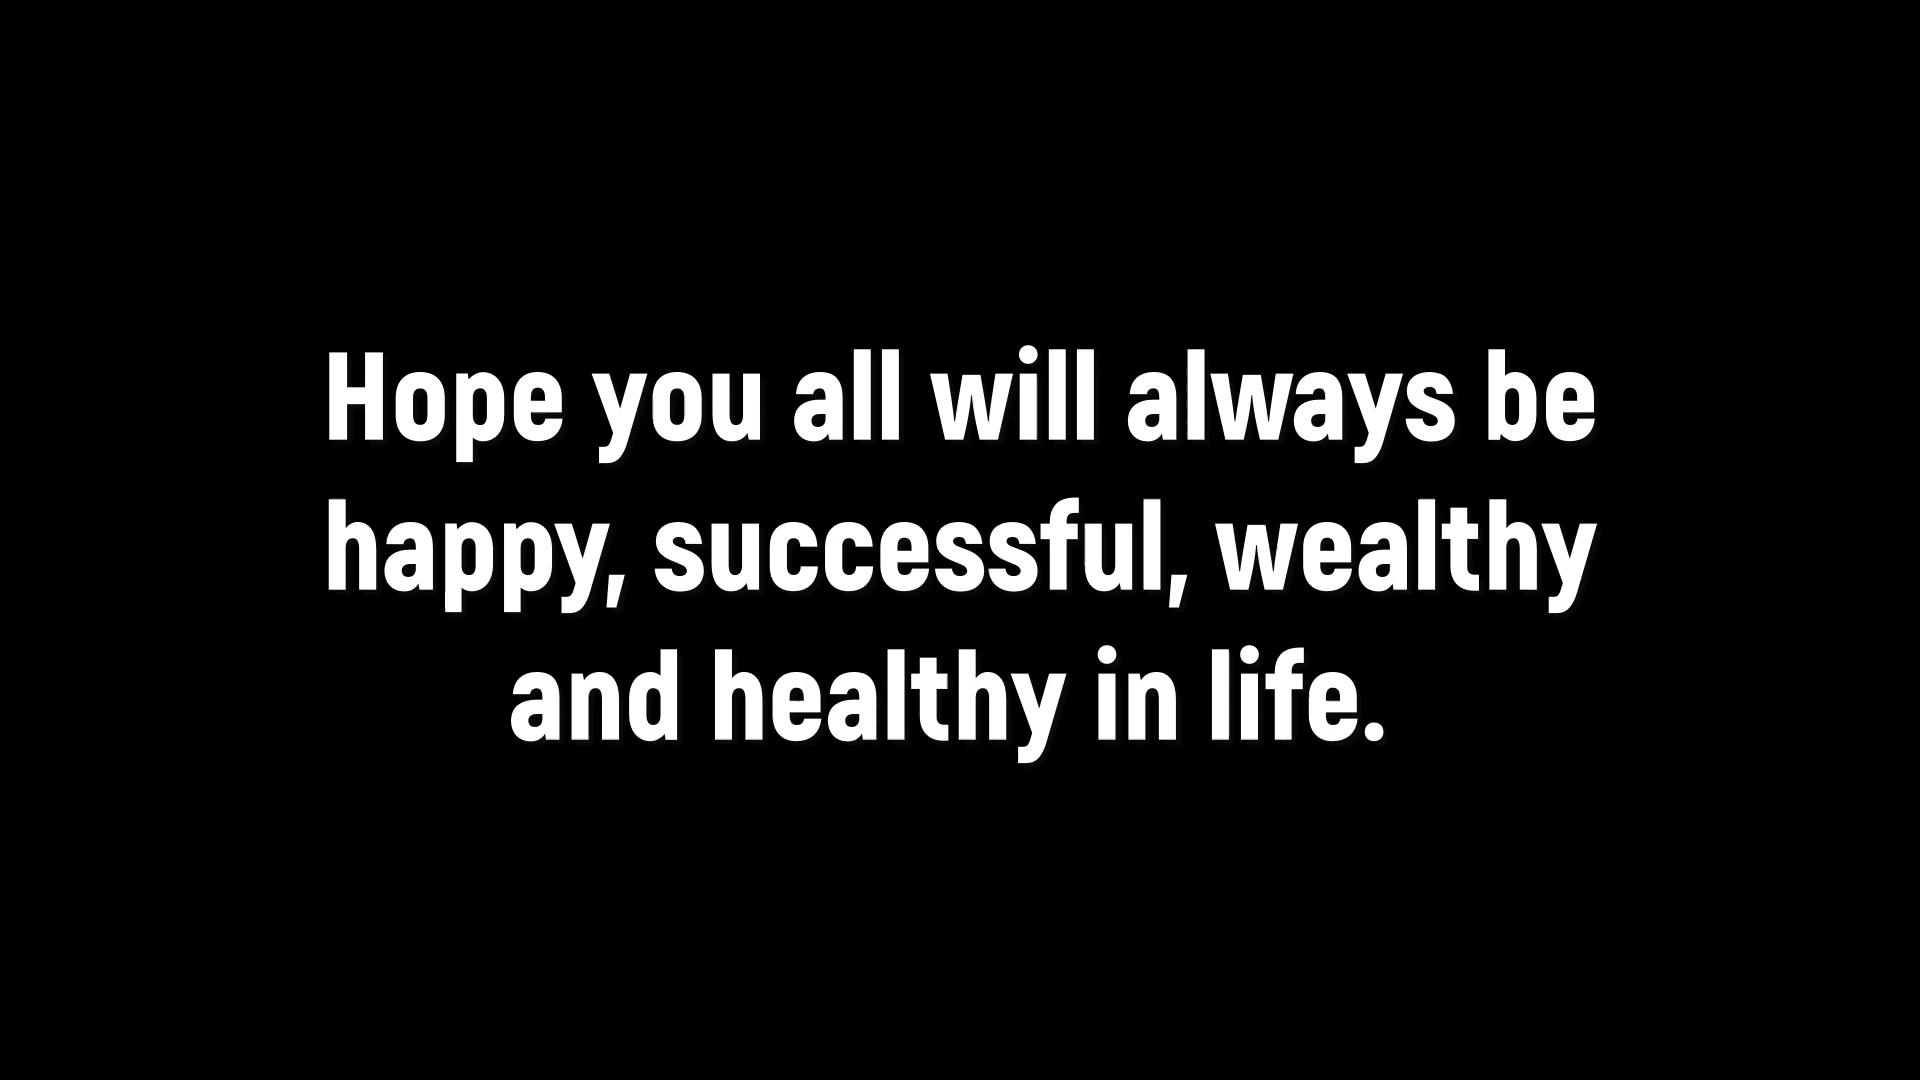 Hope you all will always be
happy, successful, wealthy
and healthy in life.